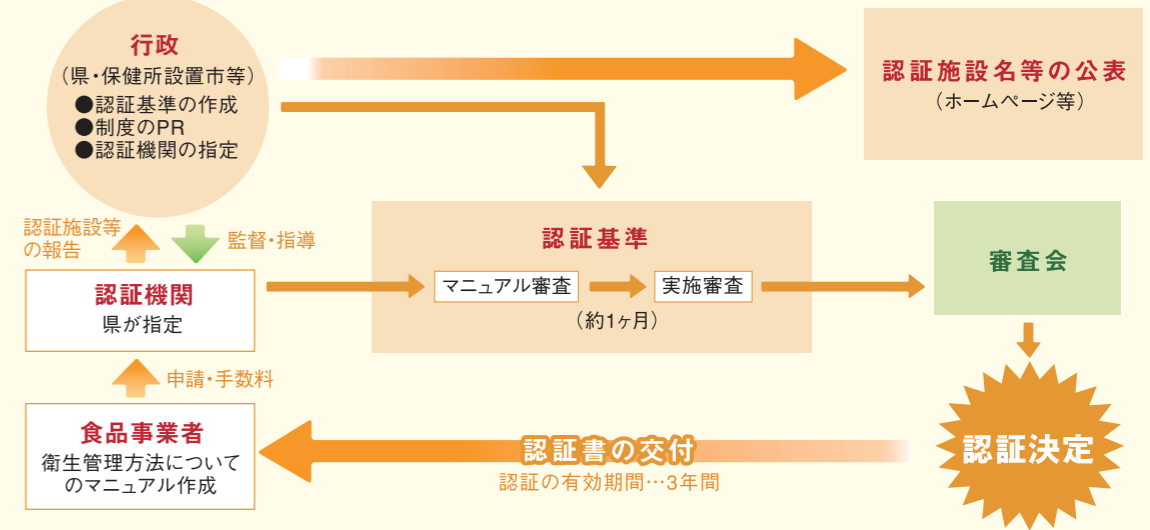 行政
（県・保健所設置市等）
●認証基準の作成
●制度のPR
●認証機関の指定
認証施設名等の公表
（ホームページ等）
認証施設等
の報告
監督・指導
認証機関
県が指定
認証基準
マニュアル審査
実施審査
（約1ヶ月）
審査会
申請・手数料
食品事業者
衛生管理方法について
のマニュアル作成
認証書の交付
認証の有効期間…3年間
認証決定